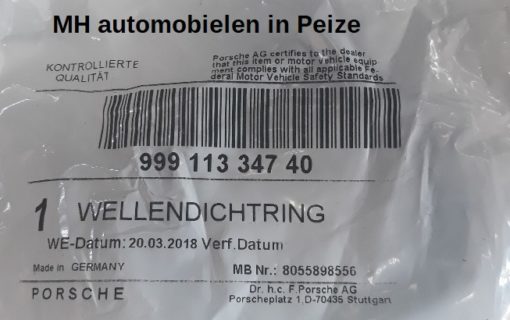 MH automobielen in Peize
KONTROLLIERTE
QUALITÄT
Porsche AG certifies to the dealer
that this item or motor vehicle equip
ment complies with all applicable Fe
deral Motor Vehicle Safety Standards
999 113 347 40
1 WELLENDICHTRING
WE-Datum: 20.03.2018 Verf.Datum
Made in GERMANY
MB Nr.: 8055898556
PORSCHE
Dr. h.c. F.Porsche AG
Porscheplatz 1,D-70435 Stuttgart